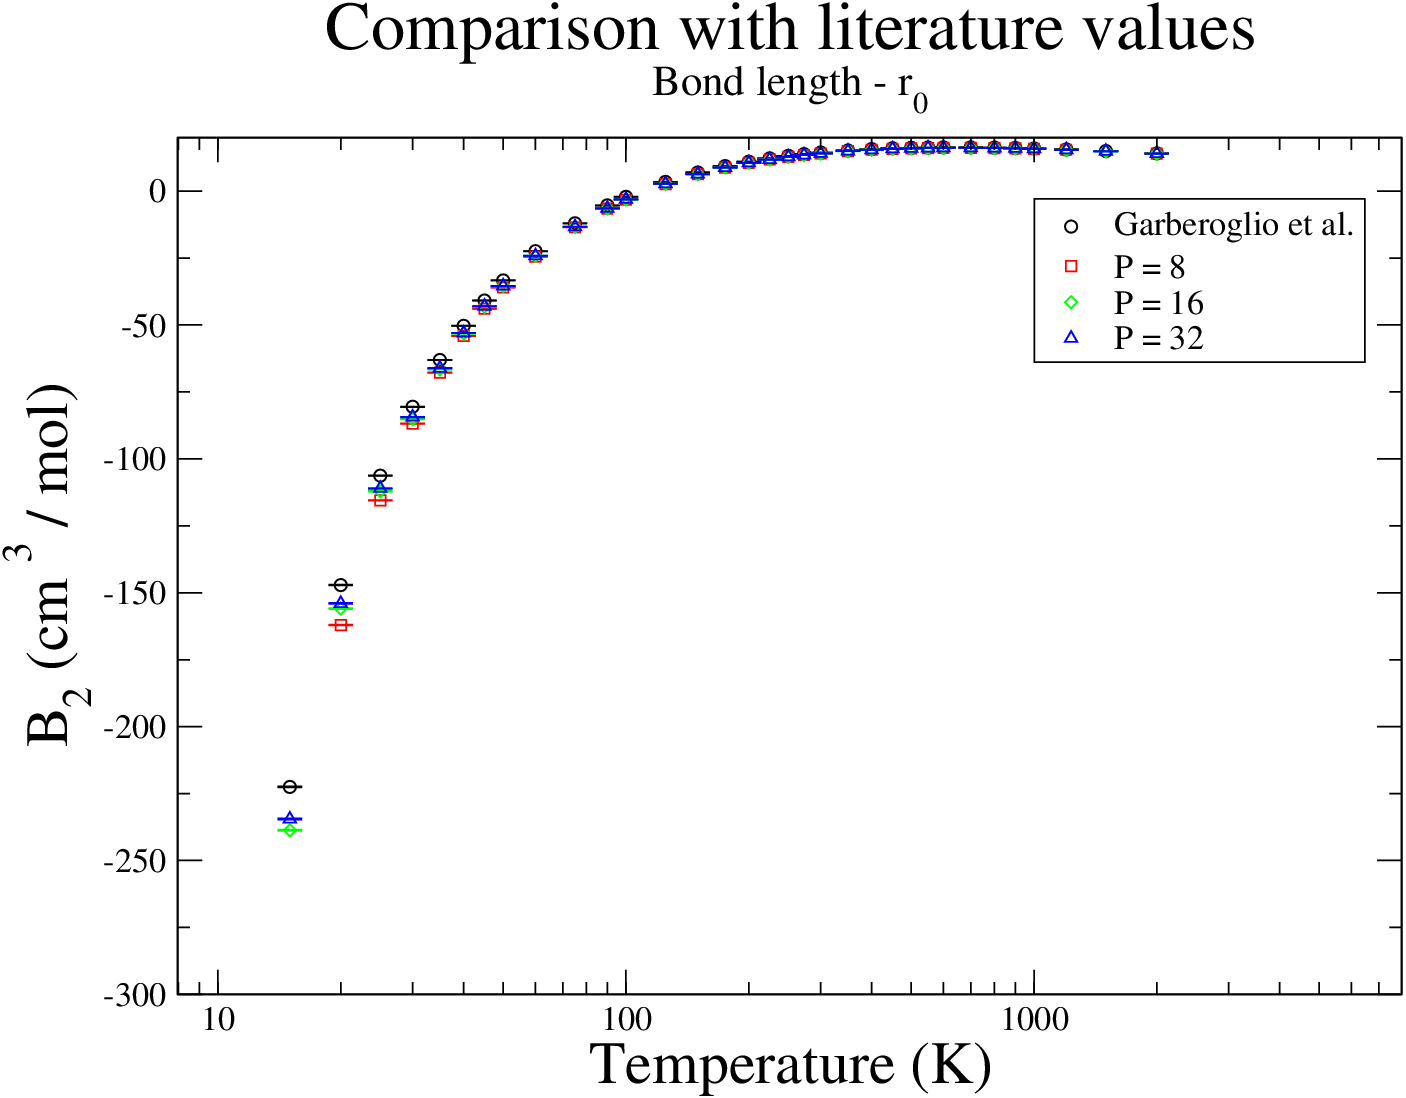 Comparison with literature values
Bond length - r0
0
-50
-100
-150
-200
-250
-300
B2 (cm3 / mol)
Garberoglio et al.
P = 8
P = 16
P = 32
10 100 1000
Temperature (K)